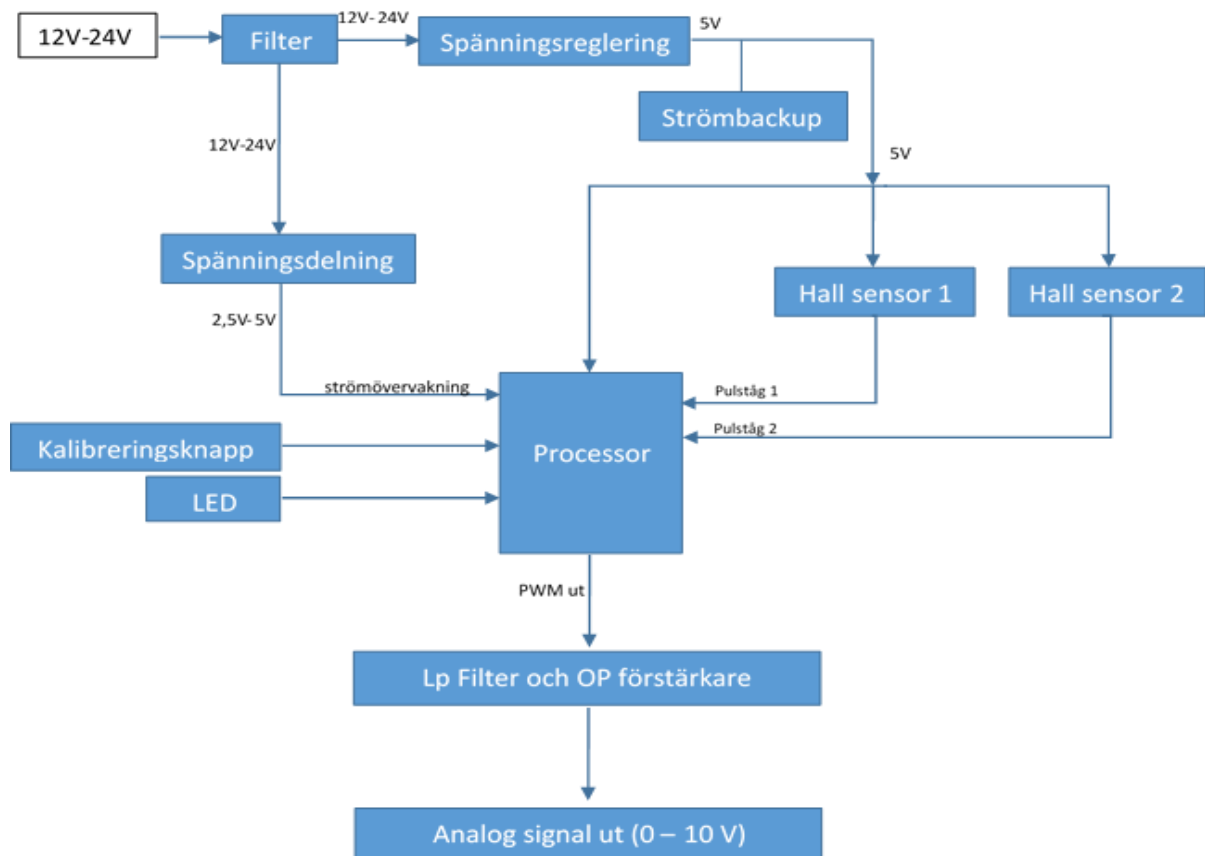 12V-24V
Filter
12V- 24V
Spänningsreglering
5V
Strömbackup
12V-24V
5V
Spänningsdelning
Hall sensor 1
Hall sensor 2
2,5V- 5V
strömövervakning
Pulståg 1
Pulståg 2
Kalibreringsknapp
Processor
LED
PWM ut
Lp Filter och OP förstärkare
Analog signal ut (0 – 10 V)